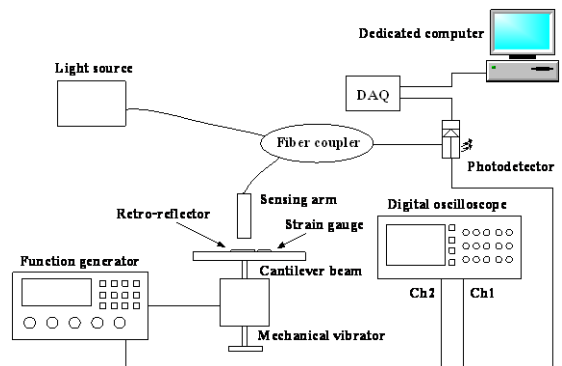 Dedicated computer
Light source
DAQ
Fiber coupler
Photodetector
Sensing arm
Retro-reflector
Strain gauge
Digital oscilloscope
Function generator
Cantilever beam
Ch2
Ch1
Mechanical vibrator